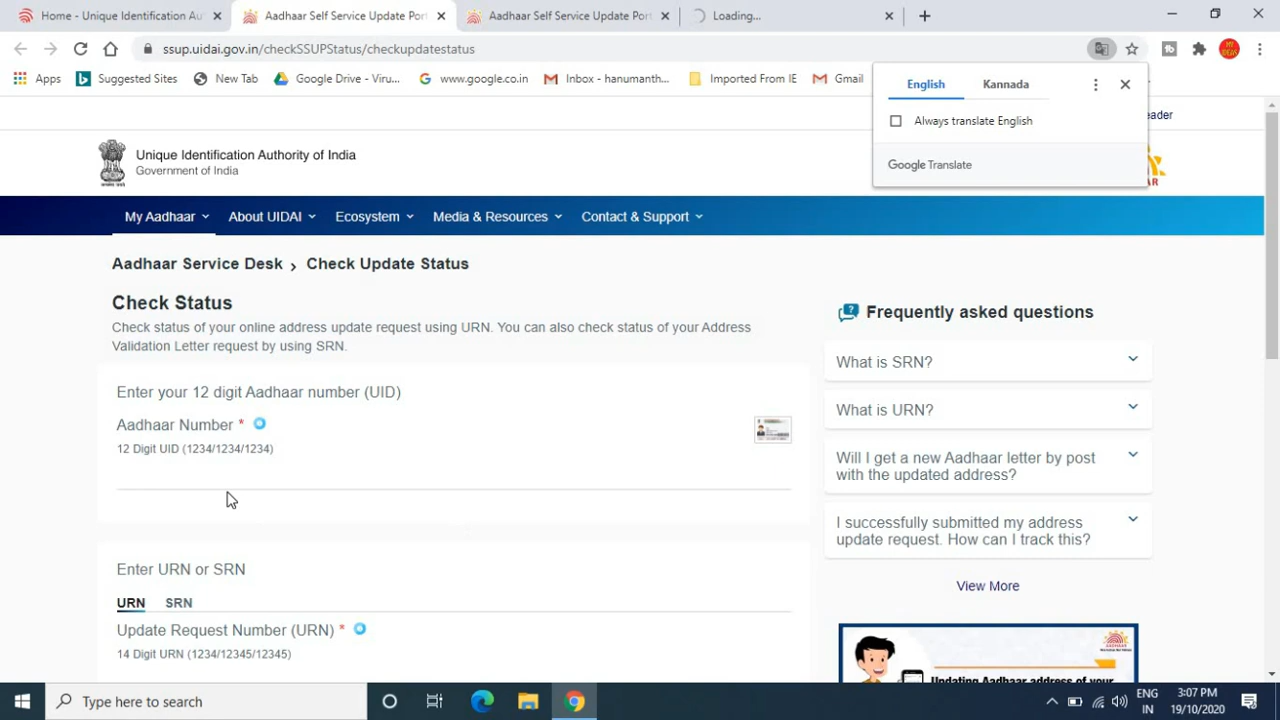 Home - Unique Identification Authori
Aadhaar Self Service Update Port
Aadhaar Self Service Update Port
Loading...
ssup.uidai.gov.in/checkSSUPStatus/checkupdatestatus
Apps
Suggested Sites
New Tab
Google Drive - Viru...
www.google.co.in
Inbox - hanumanth...
Imported From IE
Gmail
English
Kannada
Always translate English
Google Translate
Unique Identification Authority of India
Government of India
My Aadhaar
About UIDAI
Ecosystem
Media & Resources
Contact & Support
Aadhaar Service Desk › Check Update Status
Check Status
Check status of your online address update request using URN. You can also check status of your Address
Validation Letter request by using SRN.
Enter your 12 digit Aadhaar number (UID)
Aadhaar Number *
12 Digit UID (1234/1234/1234)
Enter URN or SRN
URN
SRN
Update Request Number (URN) *
14 Digit URN (1234/12345/12345)
Frequently asked questions
What is SRN?
What is URN?
Will I get a new Aadhaar letter by post
with the updated address?
I successfully submitted my address
update request. How can I track this?
View More
Updating Aadhaar address of your
Type here to search
ENG
IN
3:07 PM
19/10/2020